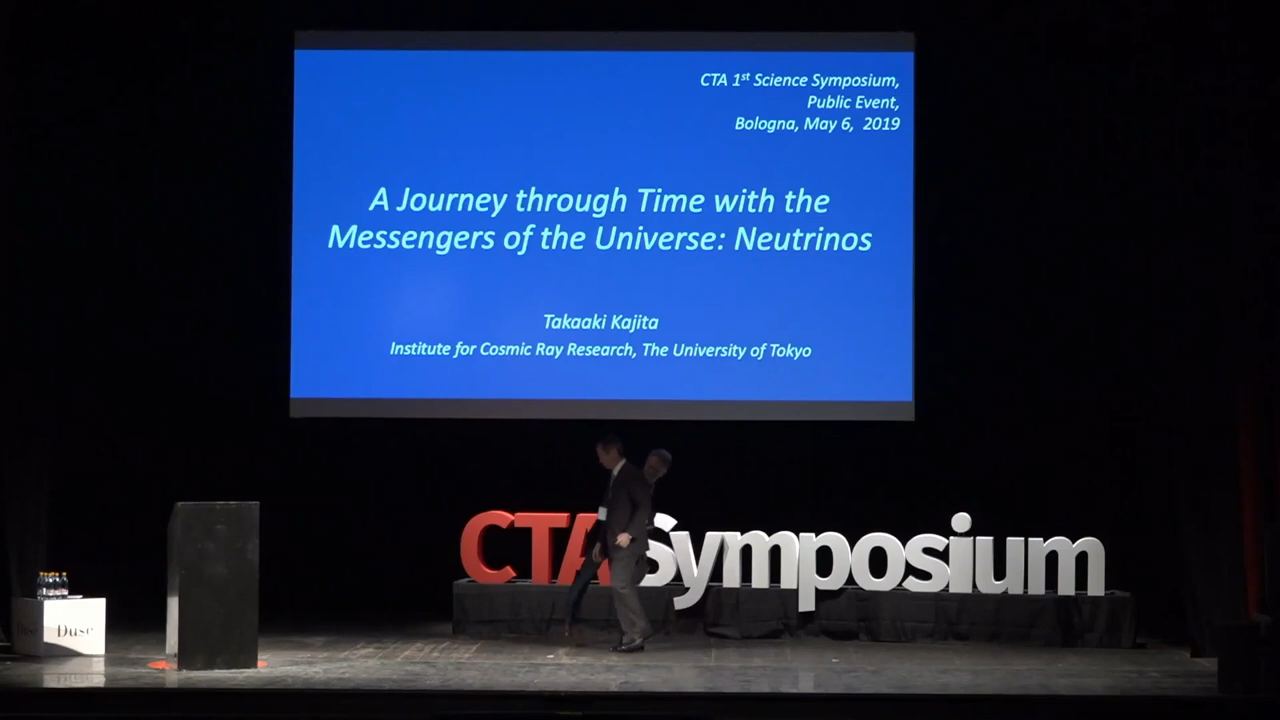 CTA 1st Science Symposium,
Public Event,
Bologna, May 6, 2019
A Journey through Time with the
Messengers of the Universe: Neutrinos
Takaaki Kajita
Institute for Cosmic Ray Research, The University of Tokyo
CTA Symposium
Duse